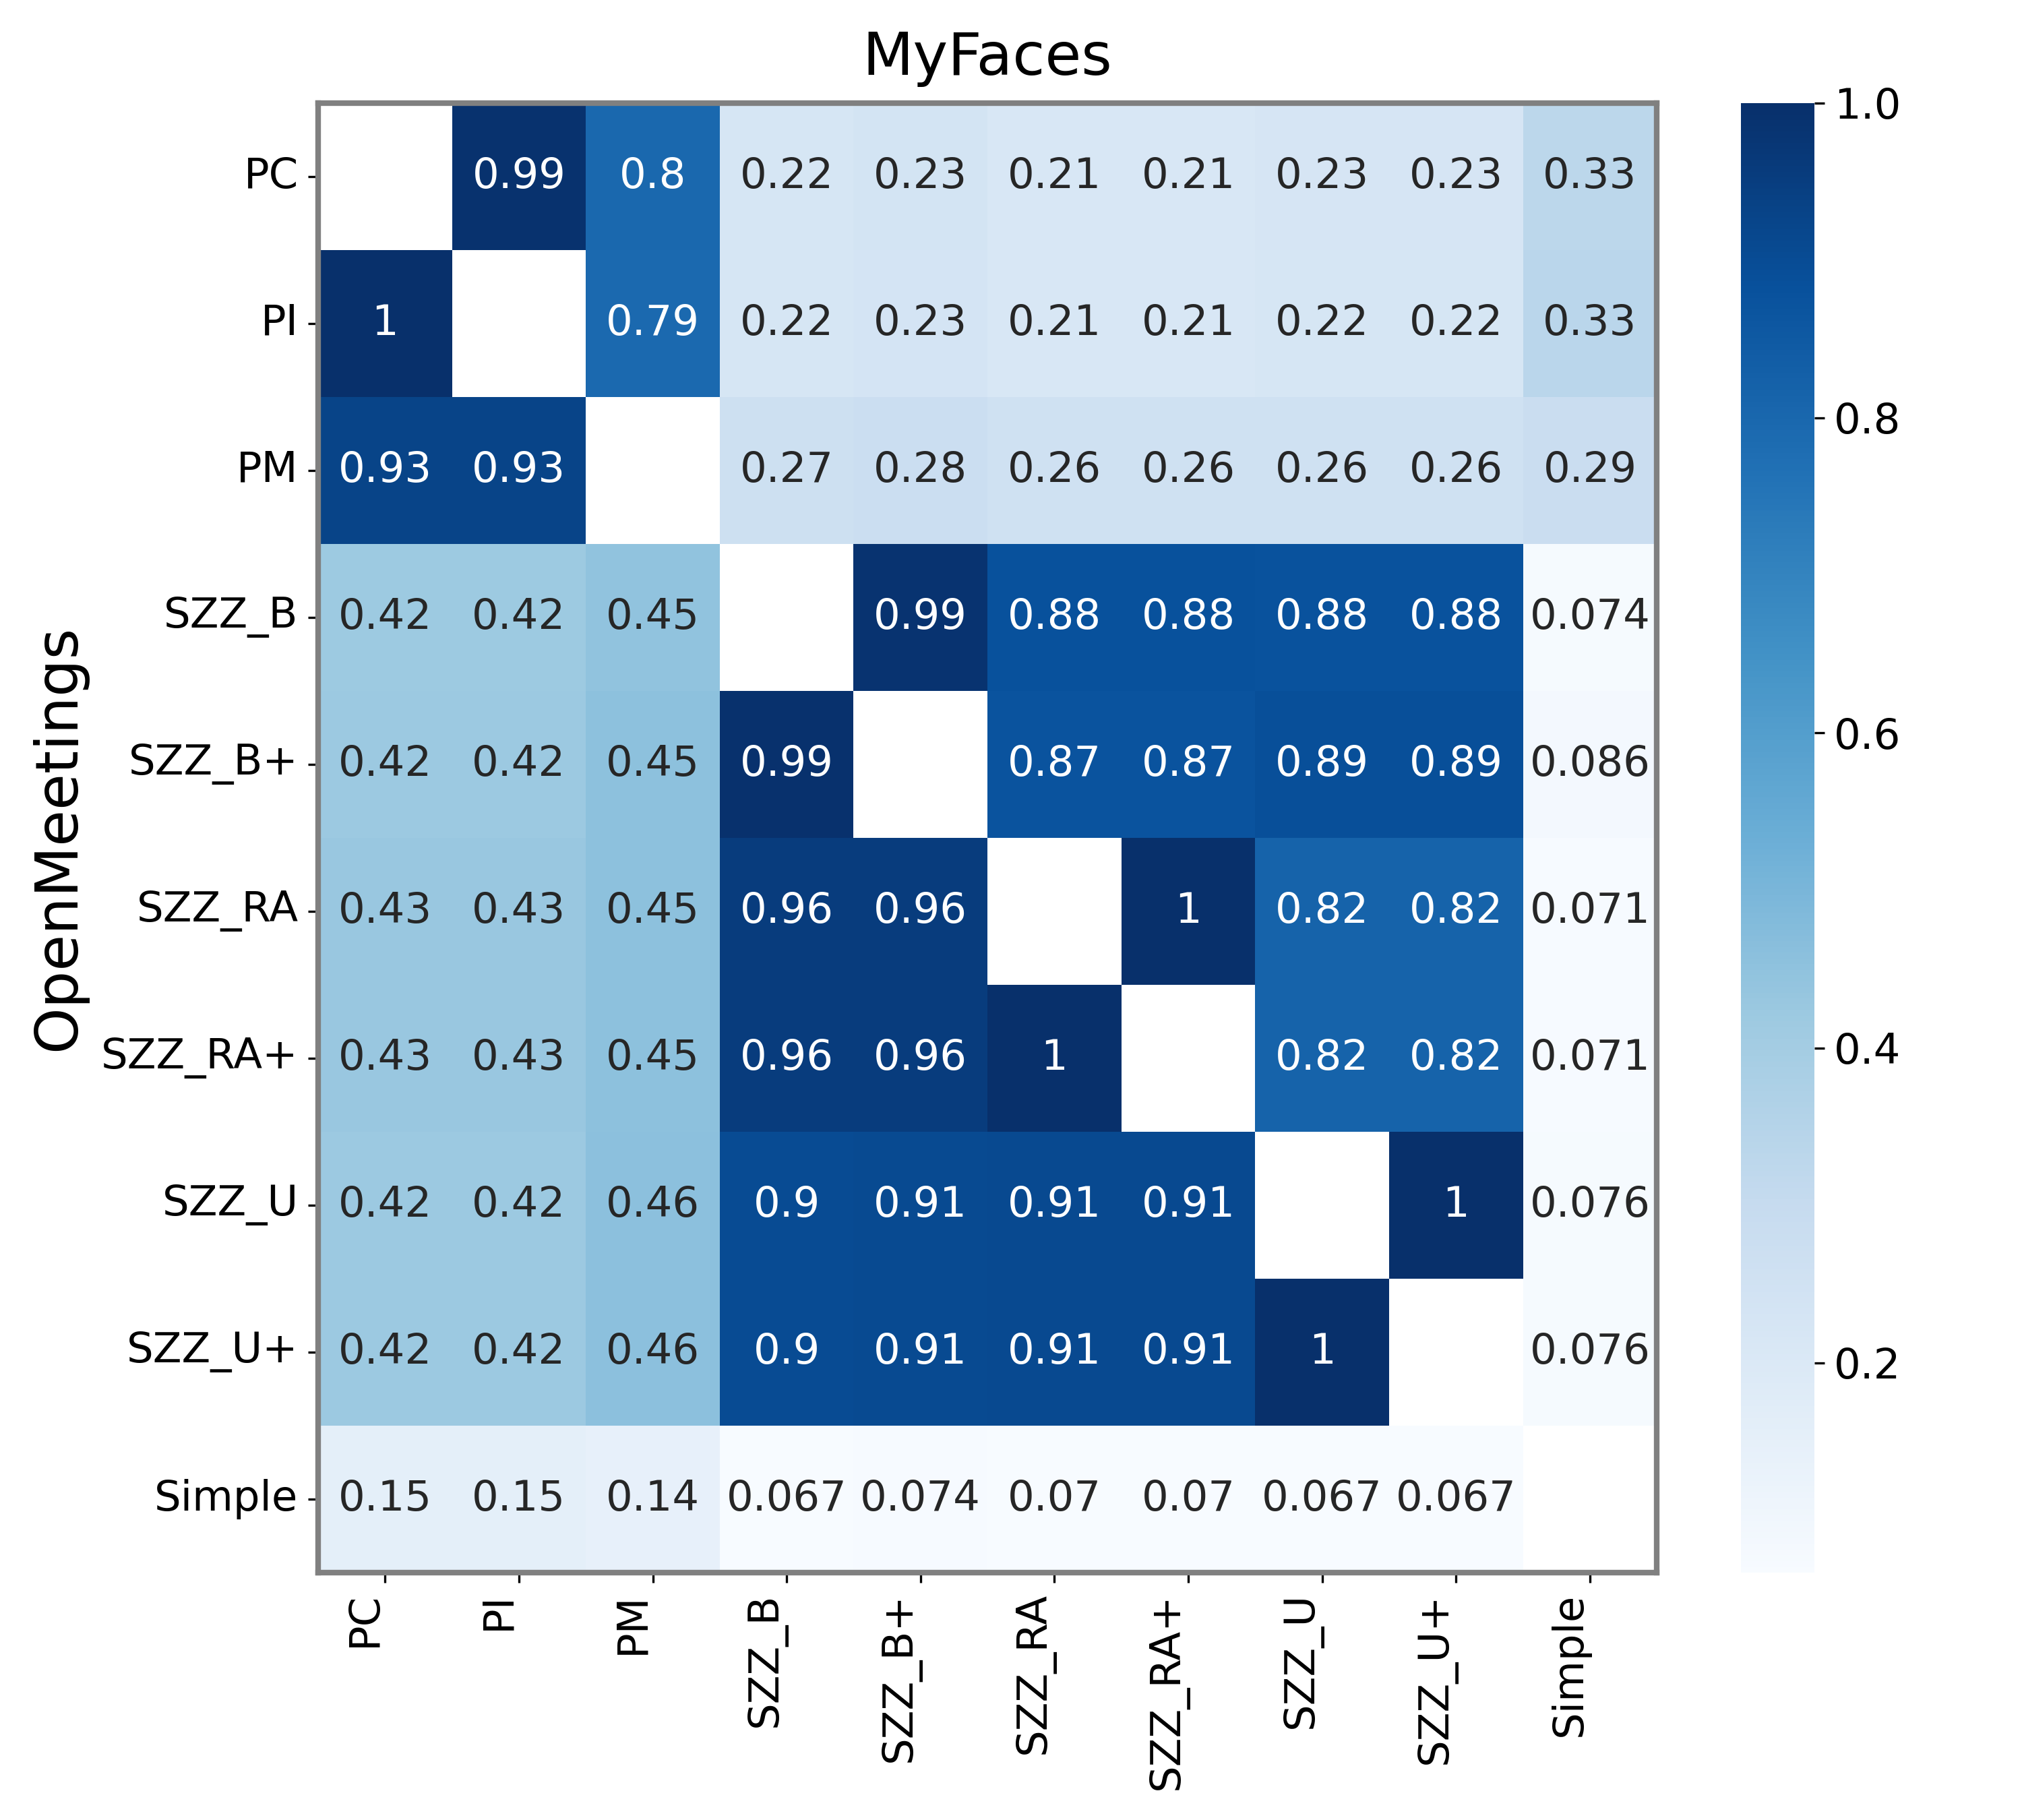 MyFaces
OpenMeetings
PC 0.99 0.8 0.22 0.23 0.21 0.21 0.23 0.23 0.33
PI 1 0.79 0.22 0.23 0.21 0.21 0.22 0.22 0.33
PM 0.93 0.93 0.27 0.28 0.26 0.26 0.26 0.26 0.29
SZZ_B 0.42 0.42 0.45 0.99 0.88 0.88 0.88 0.88 0.074
SZZ_B+ 0.42 0.42 0.45 0.99 0.87 0.87 0.89 0.89 0.086
SZZ_RA 0.43 0.43 0.45 0.96 0.96 1 0.82 0.82 0.071
SZZ_RA+ 0.43 0.43 0.45 0.96 0.96 1 0.82 0.82 0.071
SZZ_U 0.42 0.42 0.46 0.9 0.91 0.91 0.91 1 0.076
SZZ_U+ 0.42 0.42 0.46 0.9 0.91 0.91 0.91 1 0.076
Simple 0.15 0.15 0.14 0.067 0.074 0.07 0.07 0.067 0.067
PC PI PM SZZ_B SZZ_B+ SZZ_RA SZZ_RA+ SZZ_U SZZ_U+ Simple
1.0
0.8
0.6
0.4
0.2